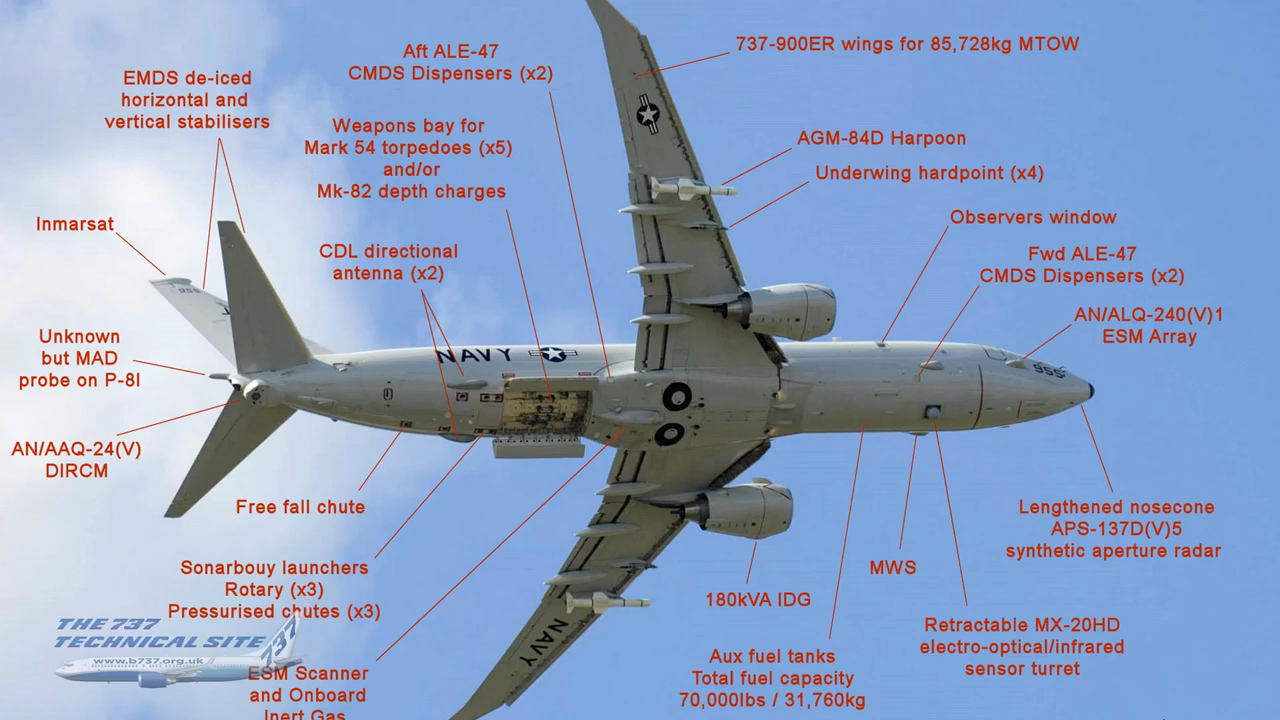 737-900ER wings for 85,728kg MTOW
Aft ALE-47
CMDS Dispensers (x2)
EMDS de-iced
horizontal and
vertical stabilisers
Weapons bay for
Mark 54 torpedoes (x5)
and/or
Mk-82 depth charges
AGM-84D Harpoon
Underwing hardpoint (x4)
Inmarsat
Observers window
CDL directional
antenna (x2)
Fwd ALE-47
CMDS Dispensers (x2)
AN/ALQ-240(V)1
ESM Array
Unknown
but MAD
probe on P-8I
955
NAVY
955
AN/AAQ-24(V)
DIRCM
Free fall chute
Lengthened nosecone
APS-137D(V)5
synthetic aperture radar
Sonarbouy launchers
Rotary (x3)
Pressurised chutes (x3)
MWS
180kVA IDG
NAVY
Retractable MX-20HD
electro-optical/infrared
sensor turret
THE 737
TECHNICAL SITE
737
www.b737.org.uk
ESM Scanner
and Onboard
Inert Gas
Aux fuel tanks
Total fuel capacity
70,000lbs / 31,760kg